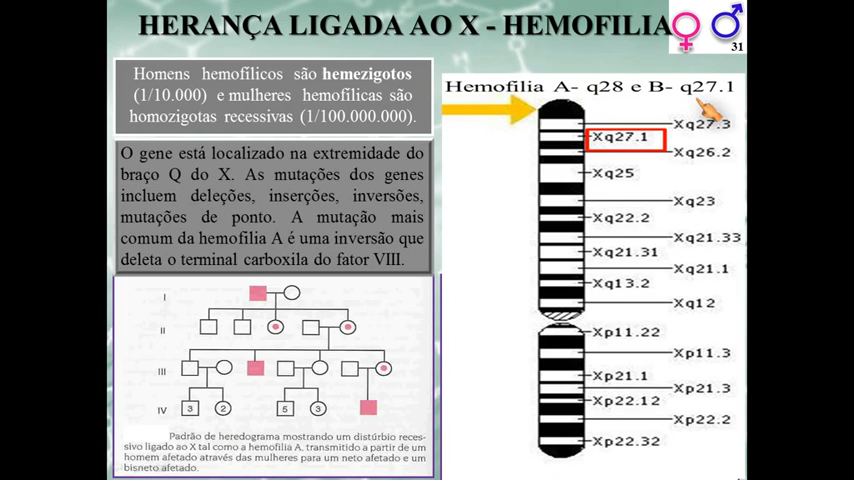 HERANÇA LIGADA AO X - HEMOFILIA
31
Homens hemofílicos são hemezigotos
(1/10.000) e mulheres hemofílicas são
homozigotas recessivas (1/100.000.000).
O gene está localizado na extremidade do
braço Q do X. As mutações dos genes
incluem deleções, inserções, inversões,
mutações de ponto. A mutação mais
comum da hemofilia A é uma inversão que
deleta o terminal carboxila do fator VIII.
I
II
III
IV
3
2
5
3
Padrão de heredograma mostrando um distúrbio reces-
sivo ligado ao X tal como a hemofilia A, transmitido a partir de um
homem afetado através das mulheres para um neto afetado e um
bisneto afetado.
Hemofilia A- q28 e B- q27.1
Xq27.3
Xq27.1
Xq26.2
Xq25
Xq23
Xq22.2
Xq21.33
Xq21.31
Xq21.1
Xq13.2
Xq12
Xp11.22
Xp11.3
Xp21.1
Xp21.3
Xp22.12
Xp22.2
Xp22.32